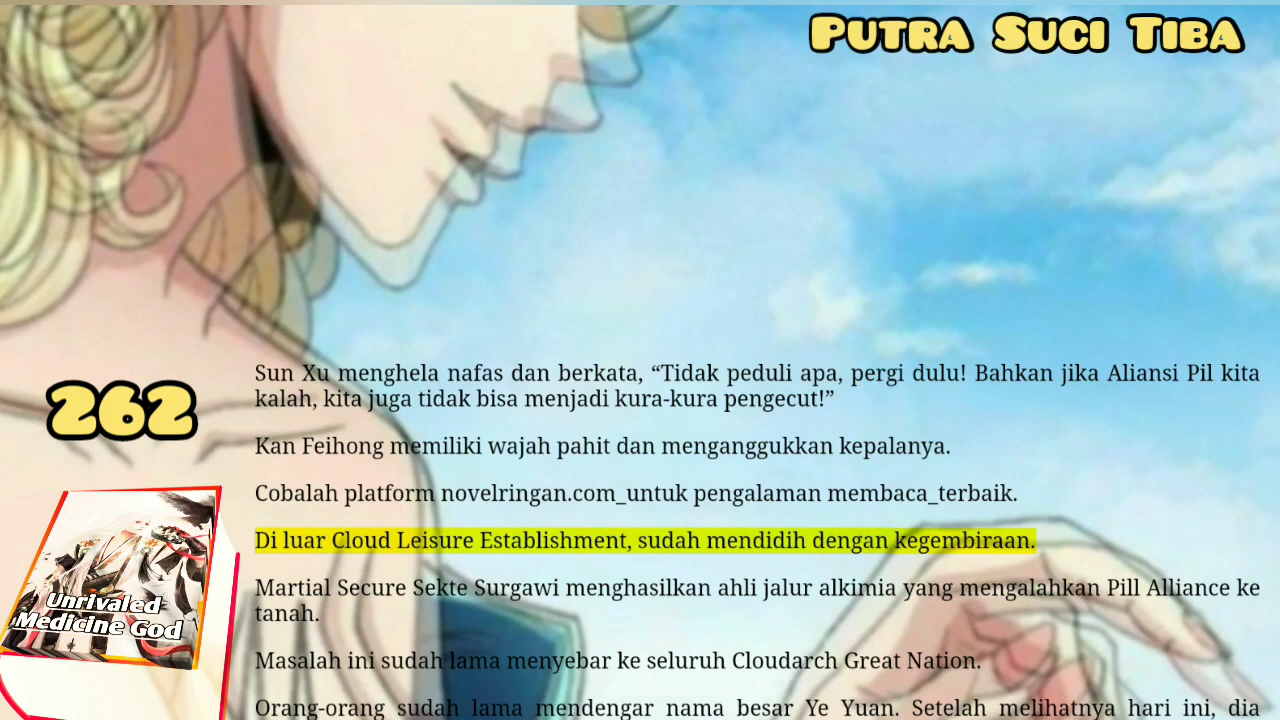 PUTRA SUCI TIBA
Sun Xu menghela nafas dan berkata, “Tidak peduli apa, pergi dulu! Bahkan jika Aliansi Pil kita
kalah, kita juga tidak bisa menjadi kura-kura pengecut!”
262
Kan Feihong memiliki wajah pahit dan menganggukkan kepalanya.
Cobalah platform novelringan.com_untuk pengalaman membaca_terbaik.
Di luar Cloud Leisure Establishment, sudah mendidih dengan kegembiraan.
Martial Secure Sekte Surgawi menghasilkan ahli jalur alkimia yang mengalahkan Pill Alliance ke
tanah.
Unrivaled
Medicine God
Masalah ini sudah lama menyebar ke seluruh Cloudarch Great Nation.
Orang-orang sudah lama mendengar nama besar Ye Yuan. Setelah melihatnya hari ini, dia